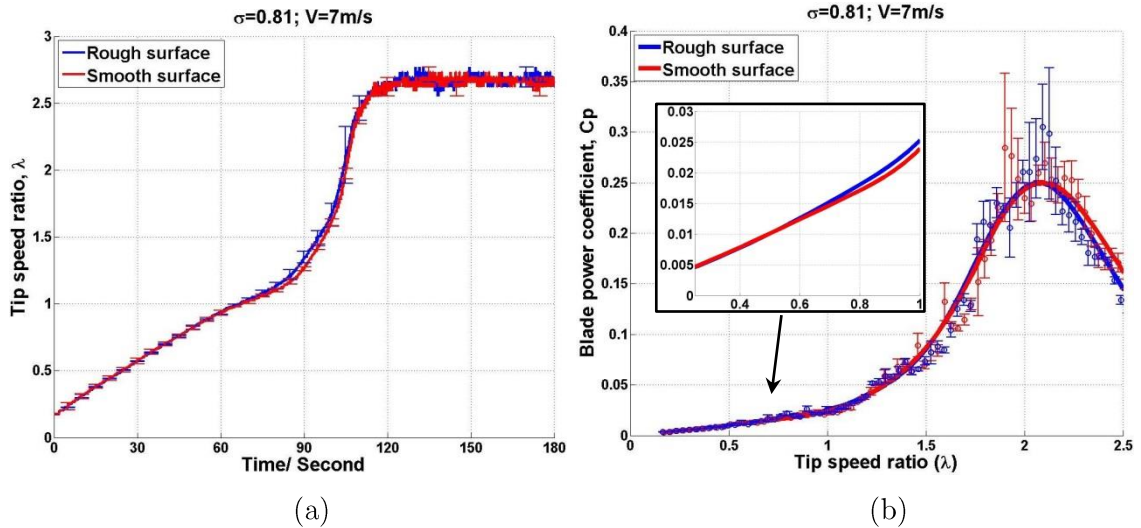 σ=0.81; V=7m/s
3
2.5
2
1.5
1
0.5
0
Tip speed ratio, λ
Rough surface
Smooth surface
0 30 60 90 120 150 180
Time/ Second
(a)
σ=0.81; V=7m/s
0.4
0.35
0.3
0.25
0.2
0.15
0.1
0.05
0
Blade power coefficient, Cp
Rough surface
Smooth surface
0.03
0.025
0.02
0.015
0.01
0.005
0
0.4 0.6 0.8 1
0.5 1 1.5 2 2.5
Tip speed ratio (λ)
(b)